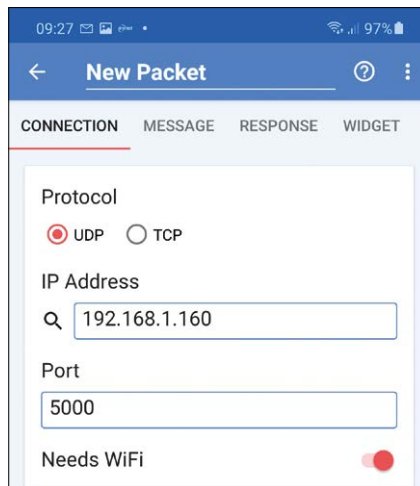 09:27 97%
New Packet
CONNECTION MESSAGE RESPONSE WIDGET
Protocol
UDP TCP
IP Address
192.168.1.160
Port
5000
Needs WiFi